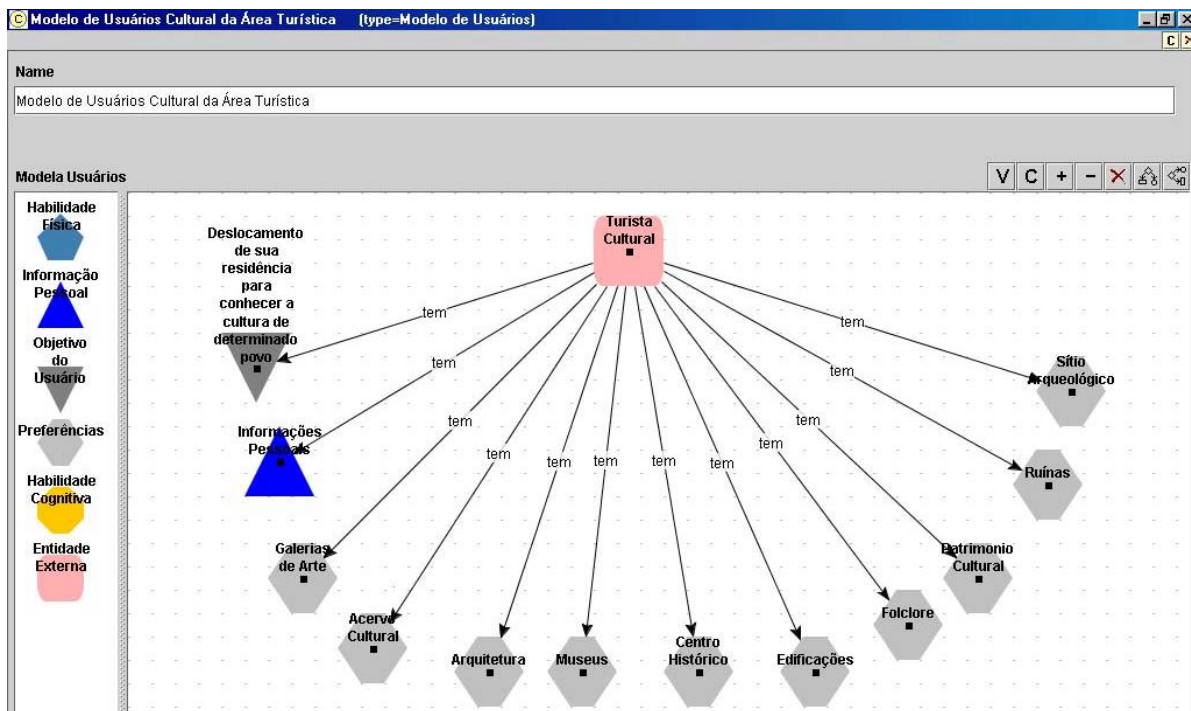 C Modelo de Usuários Cultural da Área Turística (type=Modelo de Usuários)
C
Name
Modelo de Usuários Cultural da Área Turística
Modela Usuários
V C + −
Habilidade
Física
Informação
Pessoal
Objetivo
do
Usuário
Preferências
Habilidade
Cognitiva
Entidade
Externa
Turista
Cultural
Deslocamento
de sua
residência
para
conhecer a
cultura de
determinado
povo
tem
tem
tem
tem
tem
tem
tem
tem
tem
tem
tem
tem
Informações
Pessoais
Galerias
de Arte
Acervo
Cultural
Arquitetura
Museus
Centro
Histórico
Edificações
Folclore
Patrimonio
Cultural
Ruínas
Sítio
Arqueológico